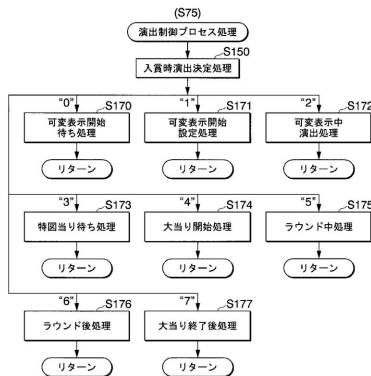 (S75)
演出制御プロセス処理
S150
入賞時演出決定処理
"0" S170
可変表示開始
待ち処理
リターン
"1" S171
可変表示開始
設定処理
リターン
"2" S172
可変表示中
演出処理
リターン
"3" S173
特図当り待ち処理
リターン
"4" S174
大当り開始処理
リターン
"5" S175
ラウンド中処理
リターン
"6" S176
ラウンド後処理
リターン
"7" S177
大当り終了後処理
リターン